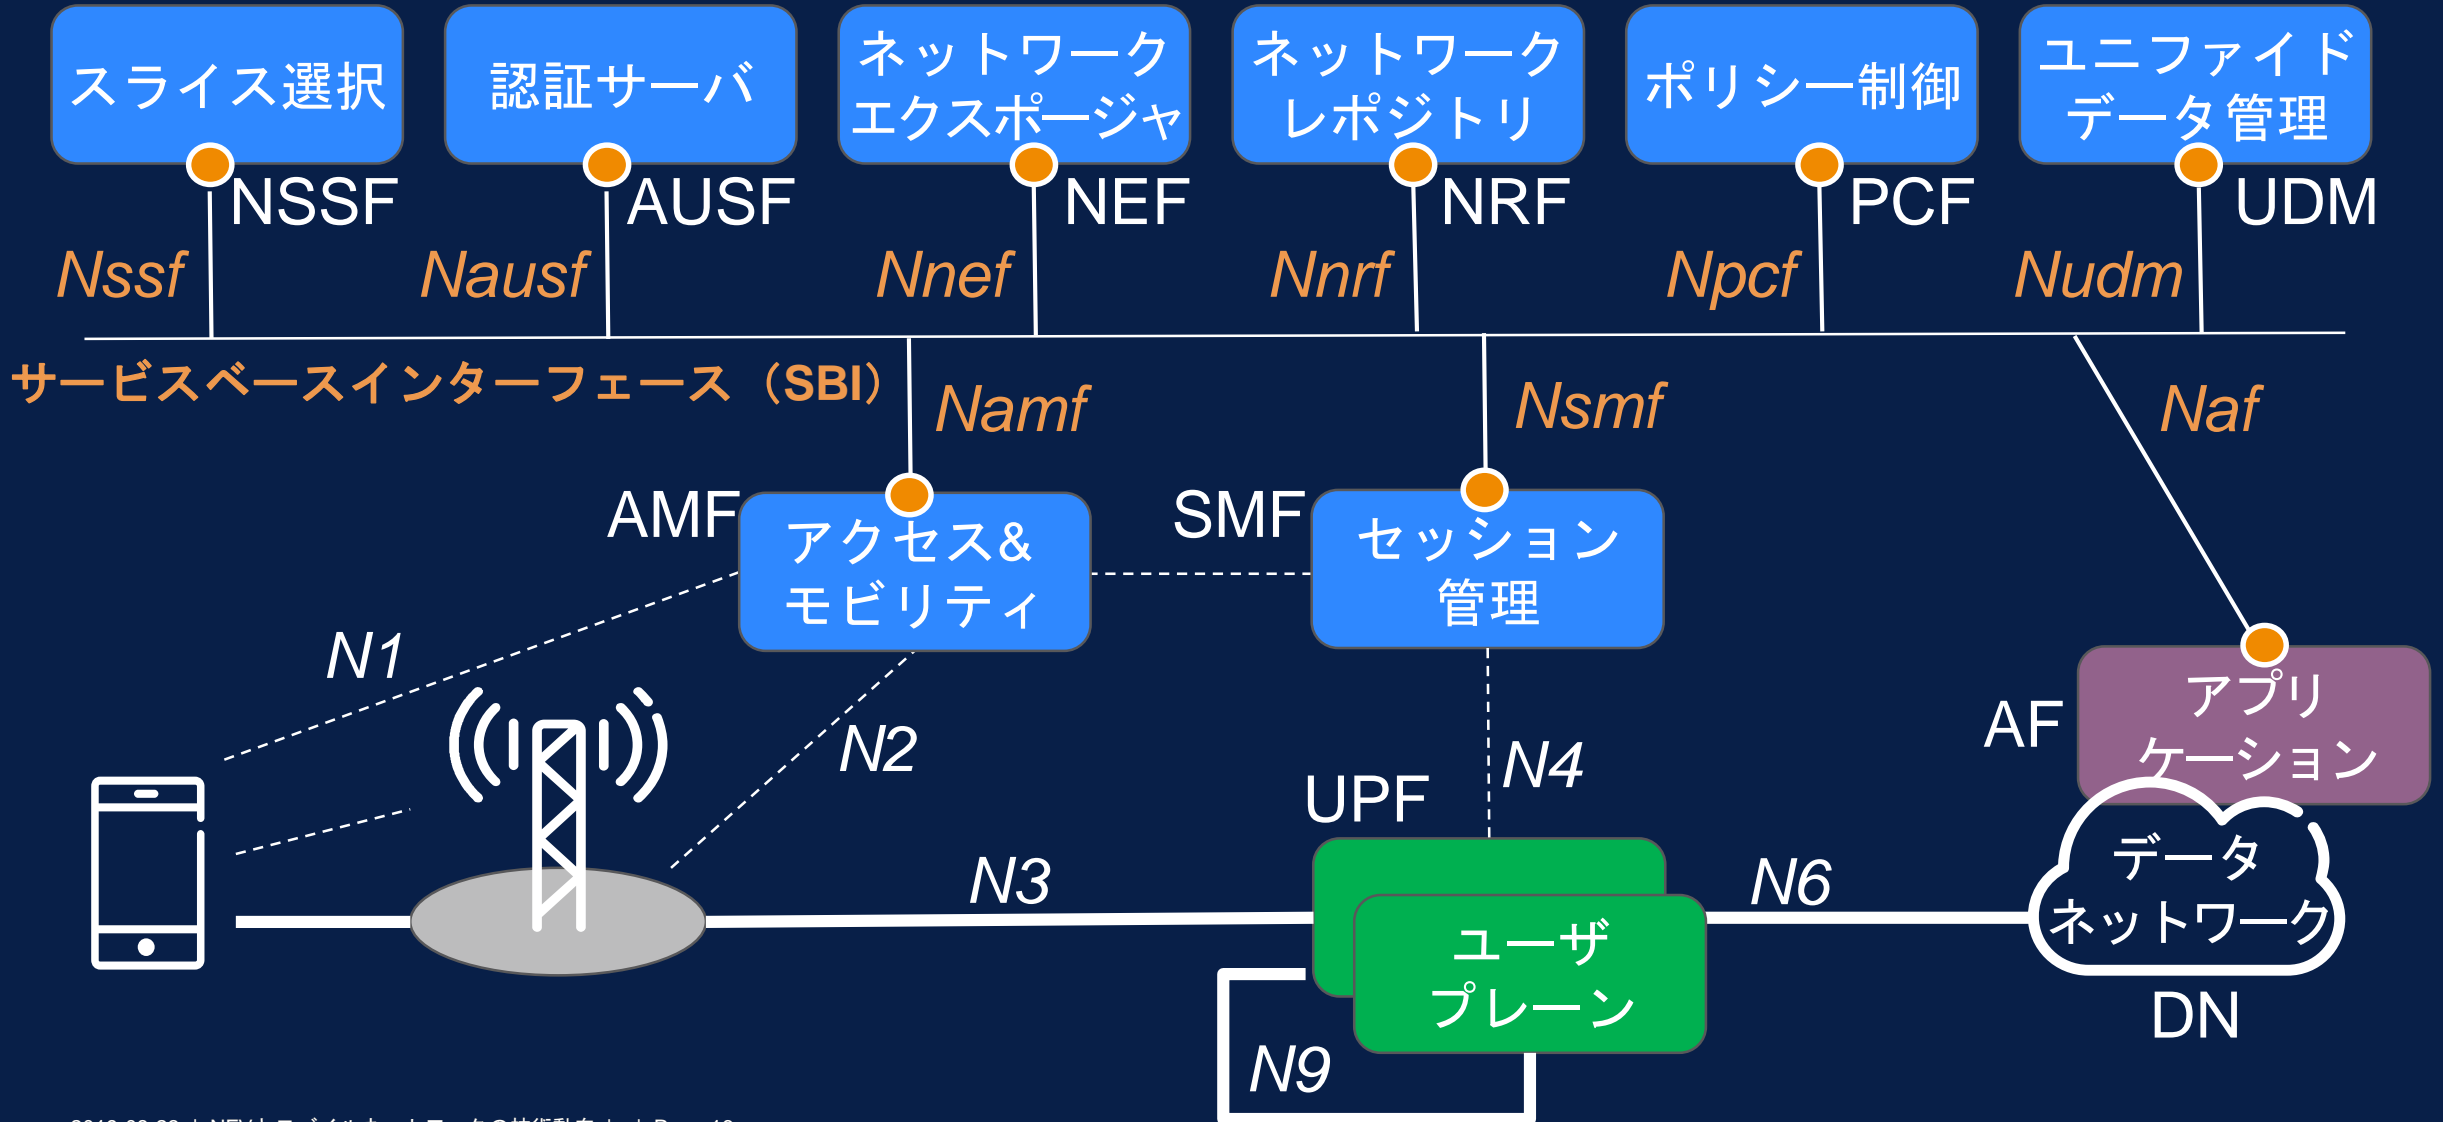 スライス選択
認証サーバ
ネットワーク
エクスポージャ
ネットワーク
レポジトリ
ポリシー制御
ユニファイド
データ管理
NSSF
AUSF
NEF
NRF
PCF
UDM
Nssf
Nausf
Nnef
Nnrf
Npcf
Nudm
サービスベースインターフェース（SBI）
Namf
Nsmf
Naf
AMF
アクセス&
モビリティ
SMF
セッション
管理
N1
N2
N4
AF
アプリ
ケーション
UPF
N3
N6
データ
ネットワーク
ユーザ
プレーン
DN
N9